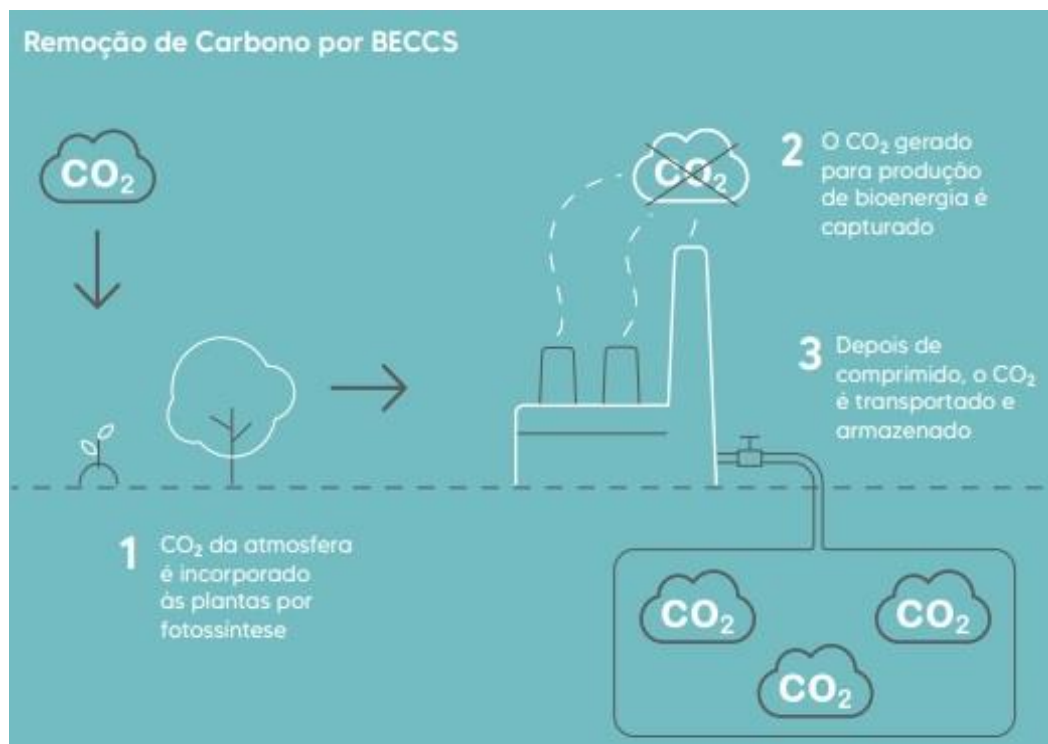 Remoção de Carbono por BECCS
CO₂
CO₂
2
O CO₂ gerado
para produção
de bioenergia é
capturado
3
Depois de
comprimido, o CO₂
é transportado e
armazenado
1
CO₂ da atmosfera
é incorporado
às plantas por
fotossíntese
CO₂
CO₂
CO₂